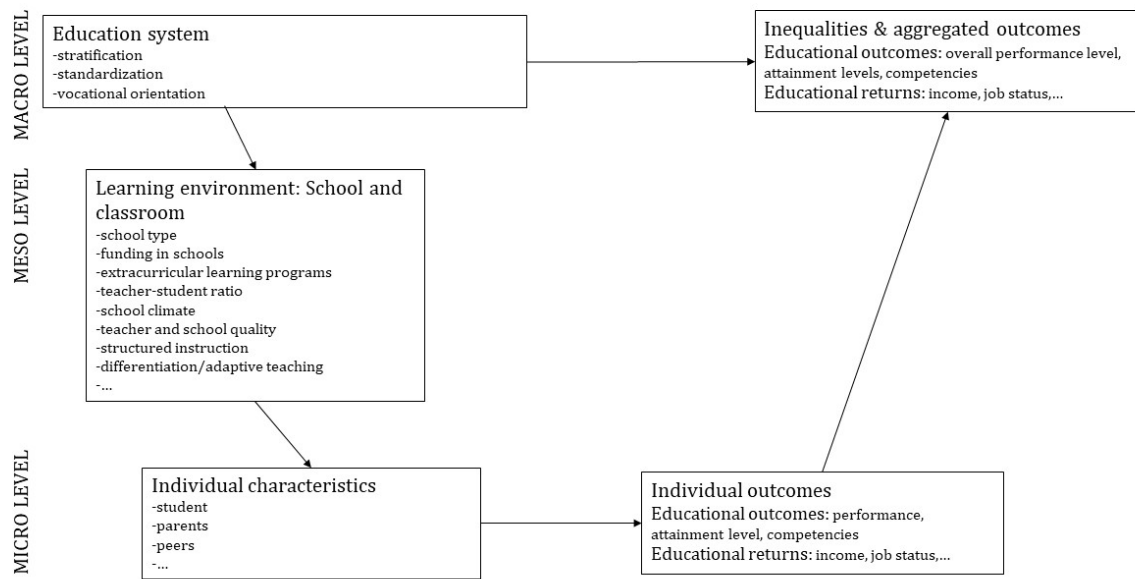 MACRO LEVEL
Education system
-stratification
-standardization
-vocational orientation
Inequalities & aggregated outcomes
Educational outcomes: overall performance level,
attainment levels, competencies
Educational returns: income, job status,...
MESO LEVEL
Learning environment: School and
classroom
-school type
-funding in schools
-extracurricular learning programs
-teacher-student ratio
-school climate
-teacher and school quality
-structured instruction
-differentiation/adaptive teaching
-...
MICRO LEVEL
Individual characteristics
-student
-parents
-peers
-...
Individual outcomes
Educational outcomes: performance,
attainment level, competencies
Educational returns: income, job status,...